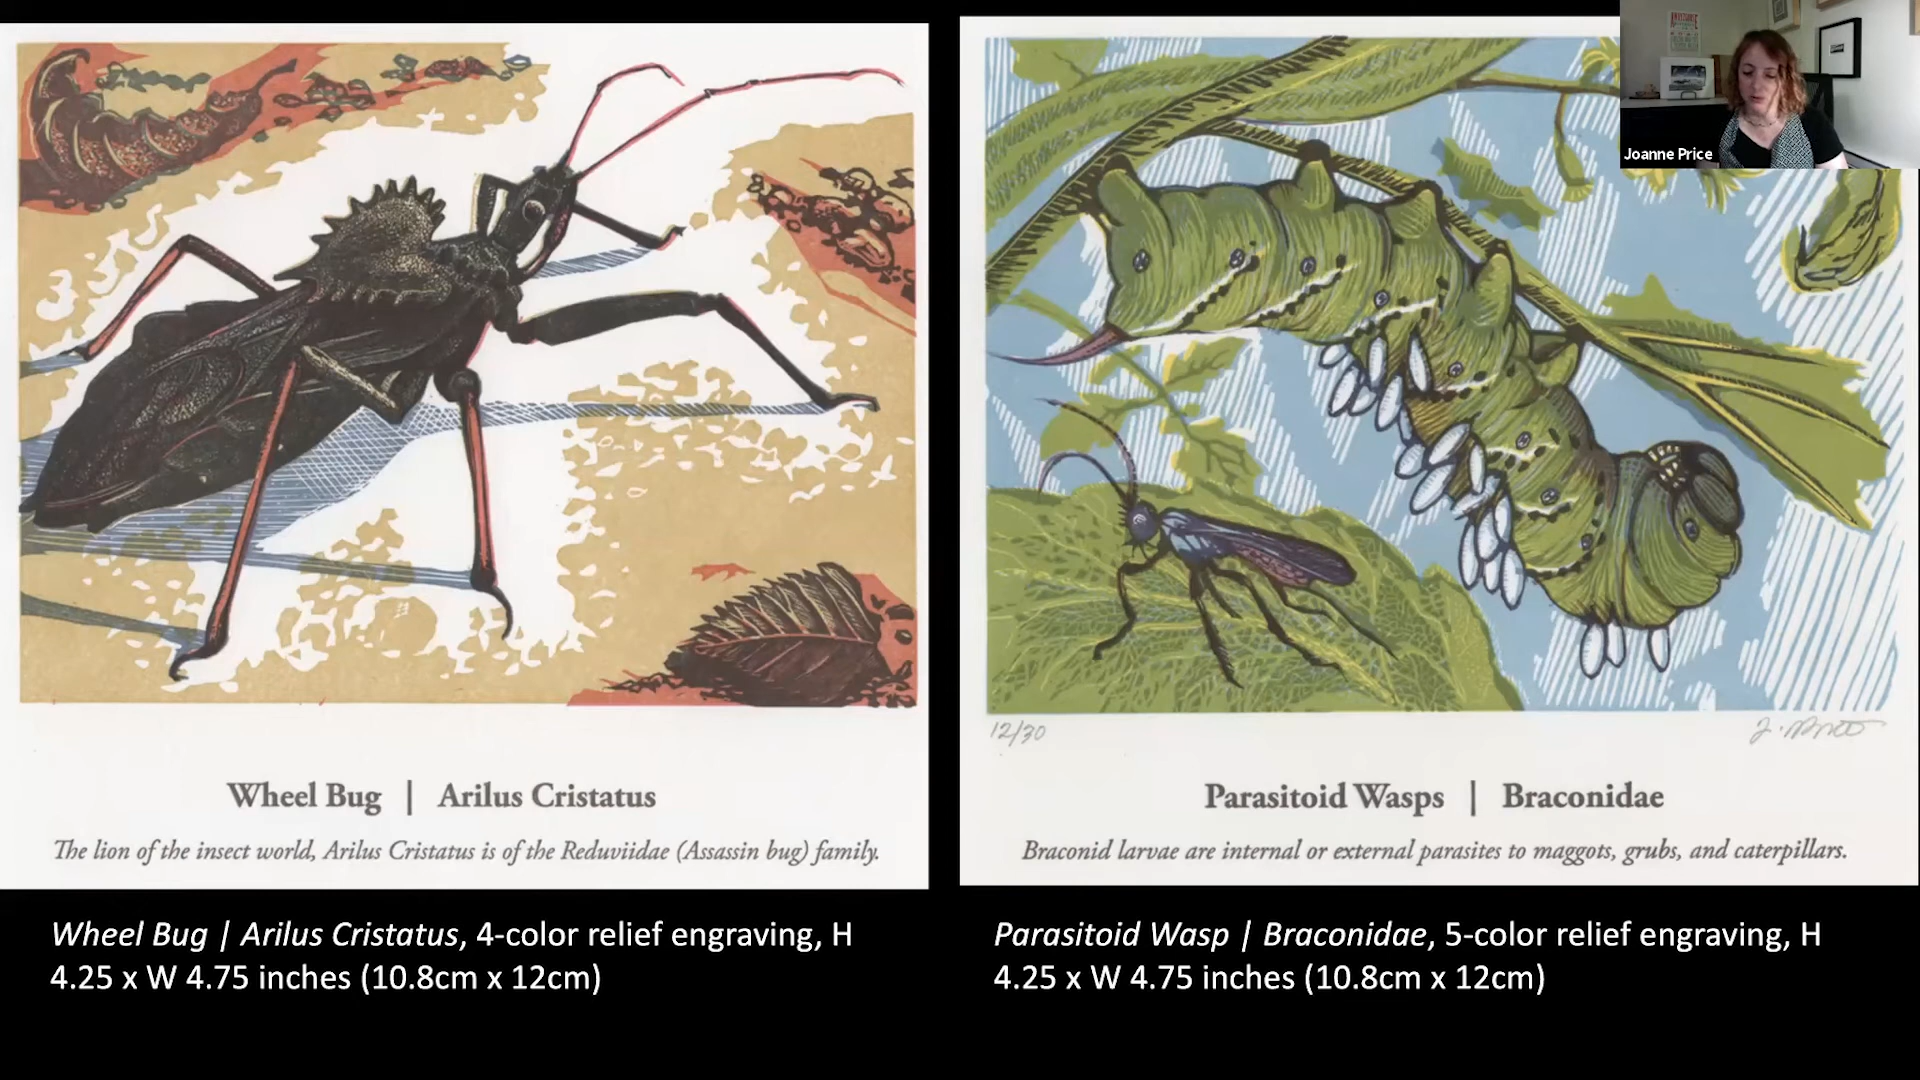 Joanne Price
12/30
Wheel Bug | Arilus Cristatus
The lion of the insect world, Arilus Cristatus is of the Reduviidae (Assassin bug) family.
Parasitoid Wasps | Braconidae
Braconid larvae are internal or external parasites to maggots, grubs, and caterpillars.
Wheel Bug | Arilus Cristatus, 4-color relief engraving, H
4.25 x W 4.75 inches (10.8cm x 12cm)
Parasitoid Wasp | Braconidae, 5-color relief engraving, H
4.25 x W 4.75 inches (10.8cm x 12cm)